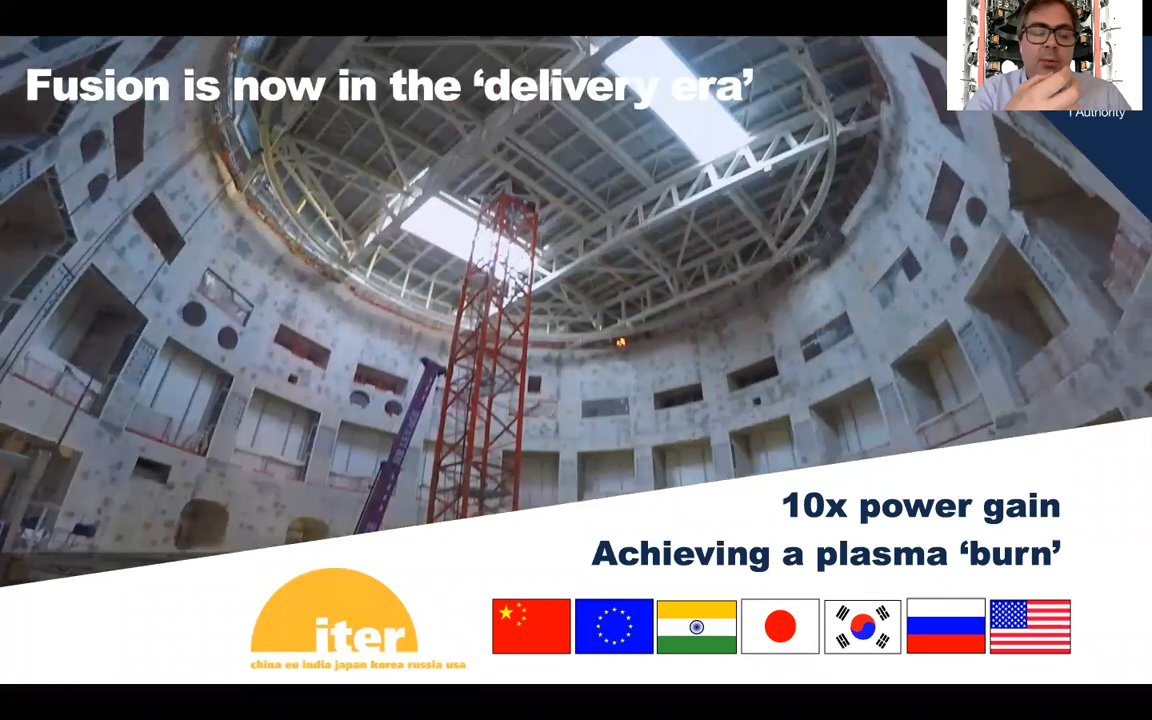 Fusion is now in the ‘delivery era’
Authority
10x power gain
Achieving a plasma ‘burn’
iter
china eu india japan korea russia usa